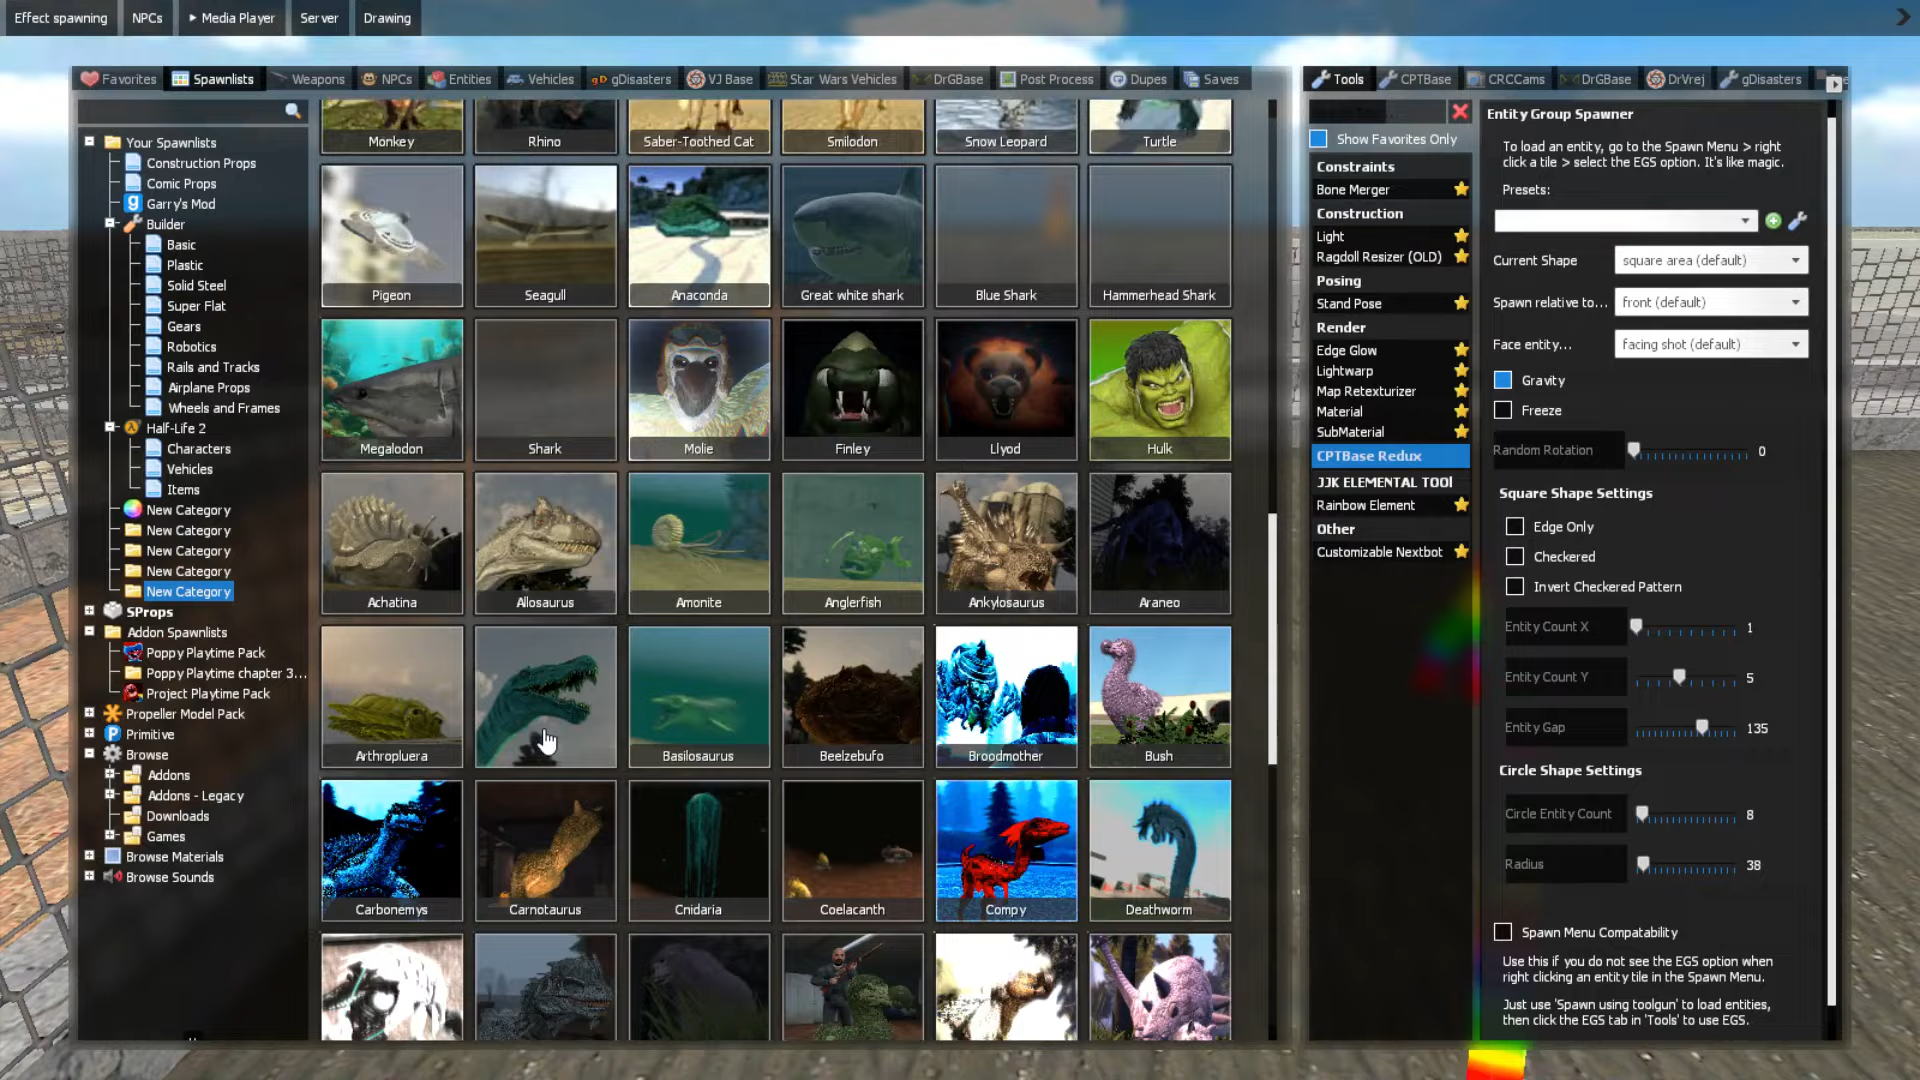 Effect spawning
NPCs
Media Player
Server
Drawing
Favorites
Spawnlists
Weapons
NPCs
Entities
Vehicles
gDisasters
VJ Base
Star Wars Vehicles
DrGBase
Post Process
Dupes
Saves
Tools
CPTBase
CRCCams
DrGBase
DrVrej
gDisasters
Your Spawnlists
Construction Props
Comic Props
Garry's Mod
Builder
Basic
Plastic
Solid Steel
Super Flat
Gears
Robotics
Rails and Tracks
Airplane Props
Wheels and Frames
Half-Life 2
Characters
Vehicles
Items
New Category
New Category
New Category
New Category
New Category
SProps
Addon Spawnlists
Poppy Playtime Pack
Poppy Playtime chapter 3...
Project Playtime Pack
Propeller Model Pack
Primitive
Browse
Addons
Addons - Legacy
Downloads
Games
Browse Materials
Browse Sounds
Monkey
Rhino
Saber-Toothed Cat
Smilodon
Snow Leopard
Turtle
Pigeon
Seagull
Anaconda
Great white shark
Blue Shark
Hammerhead Shark
Megalodon
Shark
Molie
Finley
Llyod
Hulk
Achatina
Allosaurus
Amonite
Anglerfish
Ankylosaurus
Araneo
Arthropluera
Basilosaurus
Beelzebufo
Broodmother
Bush
Carbonemys
Carnotaurus
Cnidaria
Coelacanth
Compy
Deathworm
Show Favorites Only
Constraints
Bone Merger
Construction
Light
Ragdoll Resizer (OLD)
Posing
Stand Pose
Render
Edge Glow
Lightwarp
Map Retexturizer
Material
SubMaterial
CPTBase Redux
JJK ELEMENTAL TOOl
Rainbow Element
Other
Customizable Nextbot
Entity Group Spawner
To load an entity, go to the Spawn Menu > right
click a tile > select the EGS option. It's like magic.
Presets:
Current Shape
square area (default)
Spawn relative to...
front (default)
Face entity...
facing shot (default)
Gravity
Freeze
Random Rotation
0
Square Shape Settings
Edge Only
Checkered
Invert Checkered Pattern
Entity Count X
1
Entity Count Y
5
Entity Gap
135
Circle Shape Settings
Circle Entity Count
8
Radius
38
Spawn Menu Compatability
Use this if you do not see the EGS option when
right clicking an entity tile in the Spawn Menu.
Just use 'Spawn using toolgun' to load entities,
then click the EGS tab in 'Tools' to use EGS.